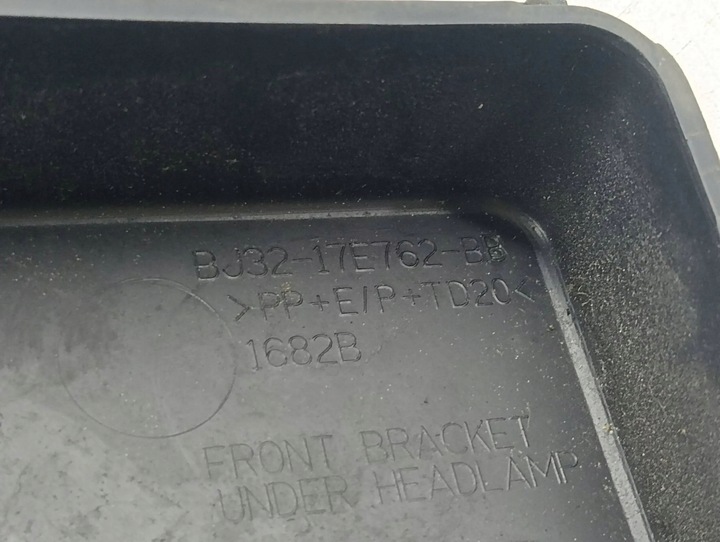 BJ32-17E762-BB
>PP+E/P+TD20<
1682B
FRONT BRACKET
UNDER HEADLAMP